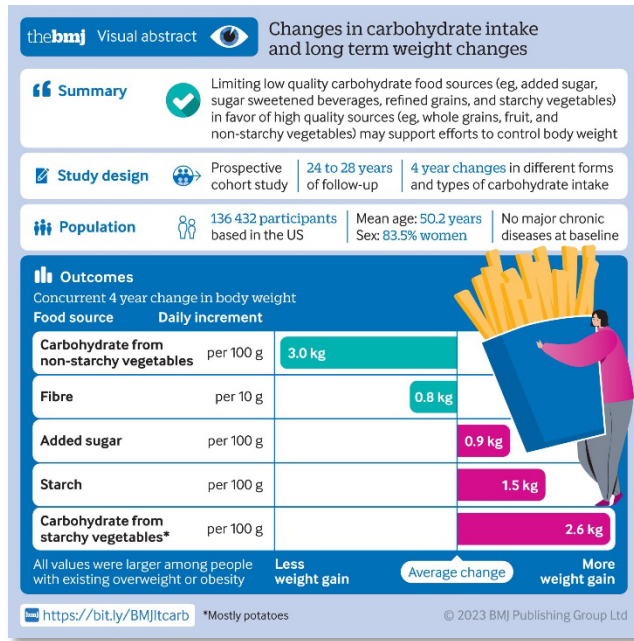 thebmj Visual abstract
Changes in carbohydrate intake
and long term weight changes
Summary
Limiting low quality carbohydrate food sources (eg, added sugar,
sugar sweetened beverages, refined grains, and starchy vegetables)
in favor of high quality sources (eg, whole grains, fruit, and
non-starchy vegetables) may support efforts to control body weight
Study design
Prospective
cohort study
24 to 28 years
of follow-up
4 year changes in different forms
and types of carbohydrate intake
Population
136 432 participants
based in the US
Mean age: 50.2 years
Sex: 83.5% women
No major chronic
diseases at baseline
Outcomes
Concurrent 4 year change in body weight
Food source Daily increment
Carbohydrate from
non-starchy vegetables
per 100 g
3.0 kg
Fibre
per 10 g
0.8 kg
Added sugar
per 100 g
0.9 kg
Starch
per 100 g
1.5 kg
Carbohydrate from
starchy vegetables*
per 100 g
2.6 kg
All values were larger among people
with existing overweight or obesity
Less
weight gain
Average change
More
weight gain
bmj https://bit.ly/BMJltcarb
*Mostly potatoes
© 2023 BMJ Publishing Group Ltd